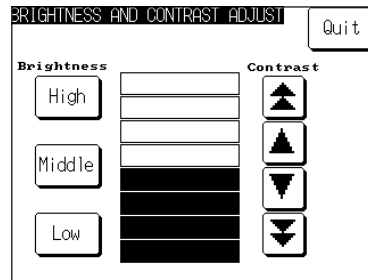 BRIGHTNESS AND CONTRAST ADJUST
Quit
Brightness
Contrast
High
Middle
Low